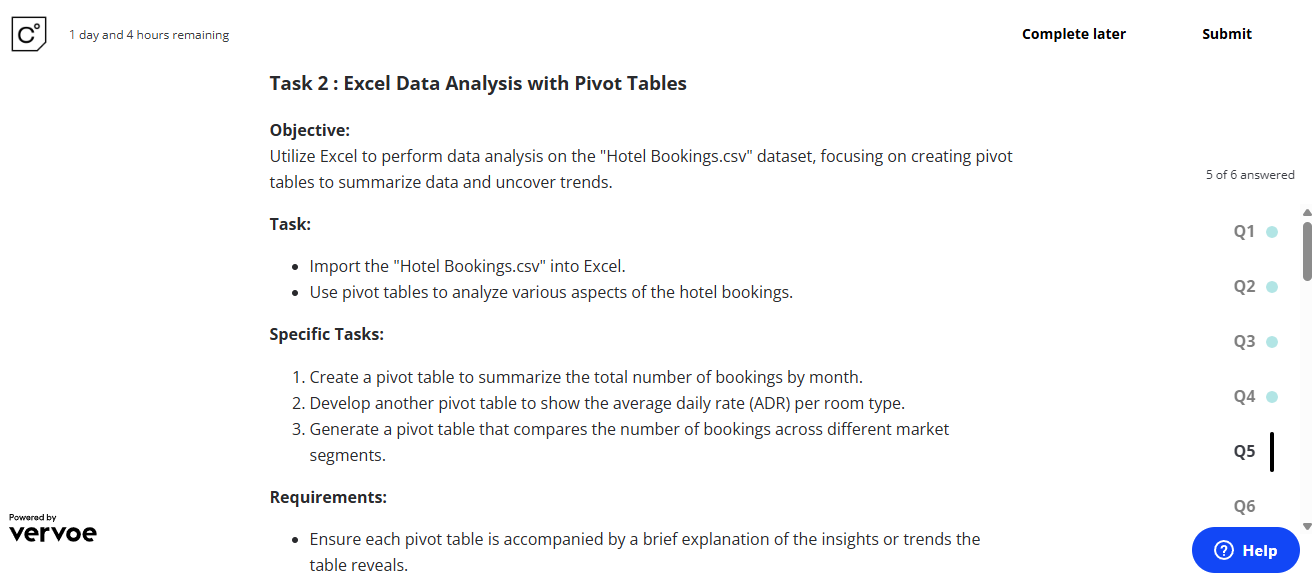 C°
1 day and 4 hours remaining
Complete later
Submit
Task 2 : Excel Data Analysis with Pivot Tables
Objective:
Utilize Excel to perform data analysis on the "Hotel Bookings.csv" dataset, focusing on creating pivot
tables to summarize data and uncover trends.
Task:
• Import the "Hotel Bookings.csv" into Excel.
• Use pivot tables to analyze various aspects of the hotel bookings.
Specific Tasks:
1. Create a pivot table to summarize the total number of bookings by month.
2. Develop another pivot table to show the average daily rate (ADR) per room type.
3. Generate a pivot table that compares the number of bookings across different market
segments.
Requirements:
• Ensure each pivot table is accompanied by a brief explanation of the insights or trends the
table reveals.
5 of 6 answered
Q1
Q2
Q3
Q4
Q5
Q6
Powered by
vervoe
? Help